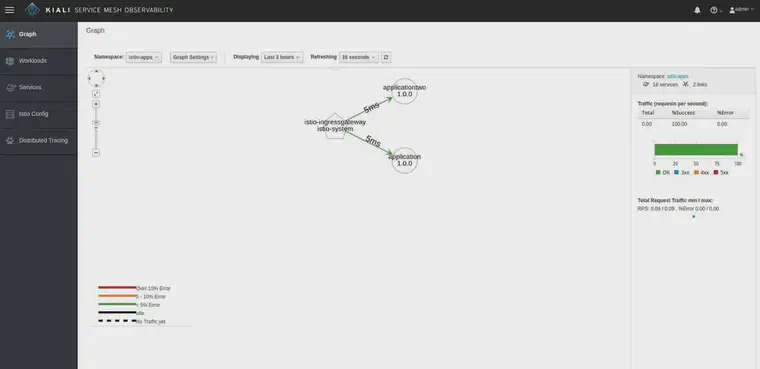 KIALI SERVICE MESH OBSERVABILITY
admin
Graph
Workloads
Services
Istio Config
Distributed Tracing
Graph
Namespace: istio-apps Graph Settings Displaying Last 3 hours Refreshing 15 seconds
applicationtwo
1.0.0
5ms
istio-ingressgateway
istio-system
5ms
application
1.0.0
Over 10% Error
5 - 10% Error
< 5% Error
Idle
No Traffic yet
Namespace: istio-apps
18 services 2 links
Traffic (requests per second):
Total %Success %Error
0.00 100.00 0.00
%
0 25 50 75 100
OK 3xx 4xx 5xx
Total Request Traffic min / max:
RPS: 0.09 / 0.09 , %Error 0.00 / 0.00